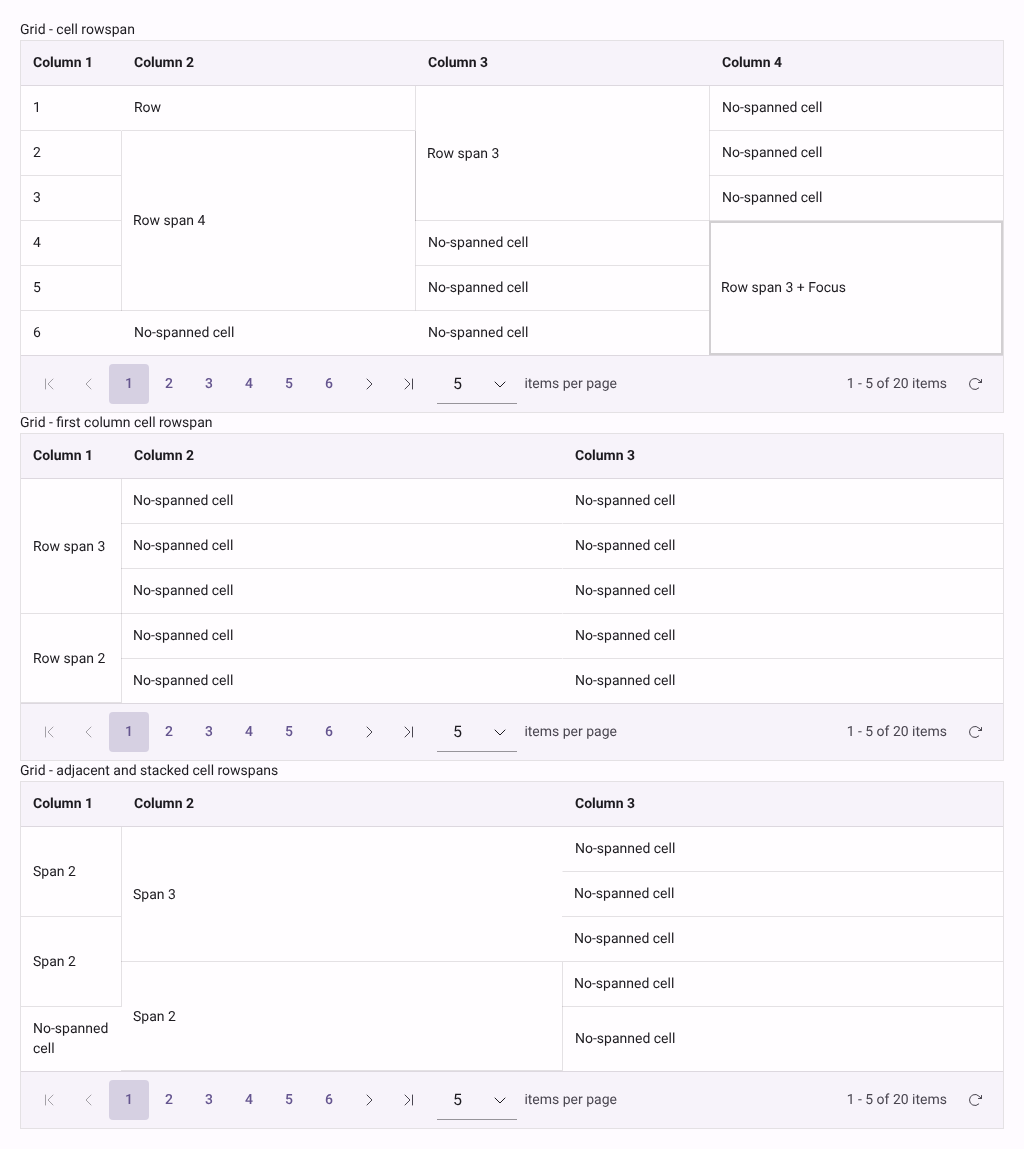 Grid - cell rowspan
Column 1 Column 2 Column 3 Column 4
1 Row No-spanned cell
2 Row span 3 No-spanned cell
3 No-spanned cell
Row span 4
4 No-spanned cell
5 No-spanned cell Row span 3 + Focus
6 No-spanned cell No-spanned cell
1 2 3 4 5 6 5 items per page 1 - 5 of 20 items
Grid - first column cell rowspan
Column 1 Column 2 Column 3
No-spanned cell No-spanned cell
Row span 3 No-spanned cell No-spanned cell
No-spanned cell No-spanned cell
No-spanned cell No-spanned cell
Row span 2
No-spanned cell No-spanned cell
1 2 3 4 5 6 5 items per page 1 - 5 of 20 items
Grid - adjacent and stacked cell rowspans
Column 1 Column 2 Column 3
No-spanned cell
Span 2
Span 3 No-spanned cell
No-spanned cell
Span 2
No-spanned cell
Span 2
No-spanned
cell
No-spanned cell
1 2 3 4 5 6 5 items per page 1 - 5 of 20 items